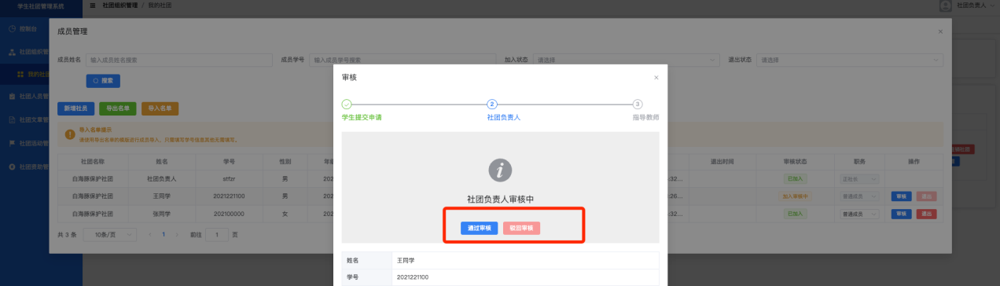 学生社团管理系统
社团组织管理 / 我的社团
社团负责人
控制台
成员管理
社团组织管
成员姓名 输入成员姓名搜索 成员学号 输入成员学号搜索 加入状态 请选择 退出状态 请选择
我的社团
搜索
审核
社团人员管
新增社员 导出名单 导入名单
2 3
学生提交申请 社团负责人 指导教师
社团文章管
导入名单提示
请使用导出名单的模板进行成员导入，只需填写学号信息其他无需填写。
社团活动管
社团资助管
社团名称 姓名 学号 性别 年级 退出时间 审核状态 职务 操作
白海豚保护社团 社团负责人 stfzr 男 202 :32... 已加入 正社长
白海豚保护社团 王同学 2021221100 男 202 :26... 加入审核中 普通成员 审核 退出
白海豚保护社团 张同学 202100000 女 202 :32... 已加入 普通成员 审核 退出
社团负责人审核中
通过审核 驳回审核
共 3 条 10条/页 1 前往 1 页
姓名 王同学
学号 2021221100